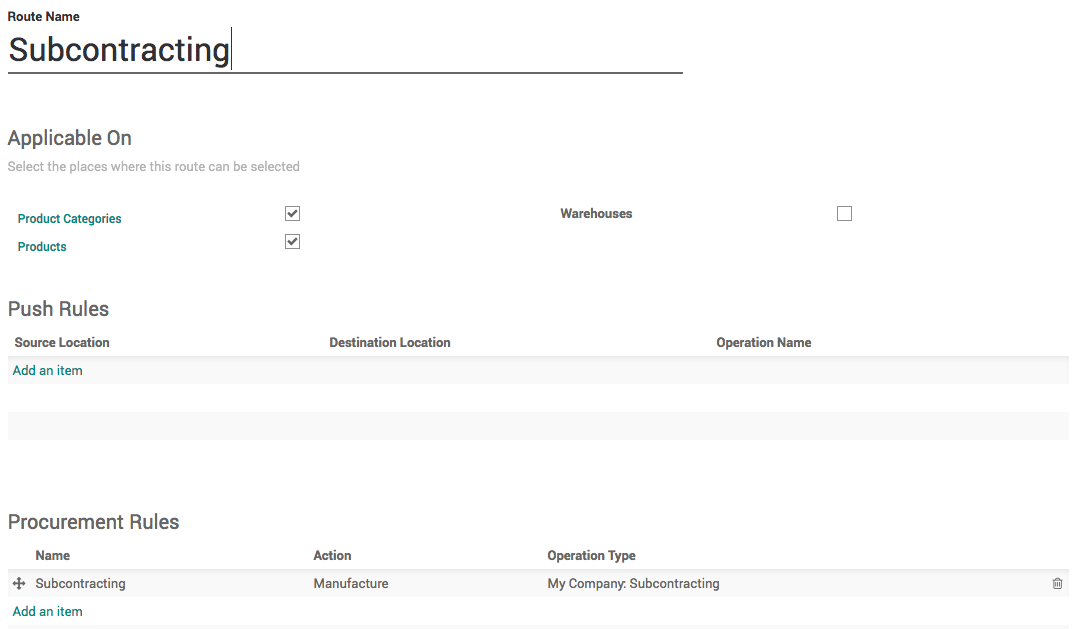 Route Name
Subcontracting
Applicable On
Select the places where this route can be selected
Product Categories
Warehouses
Products
Push Rules
Source Location Destination Location Operation Name
Add an item
Procurement Rules
Name Action Operation Type
Subcontracting Manufacture My Company: Subcontracting
Add an item